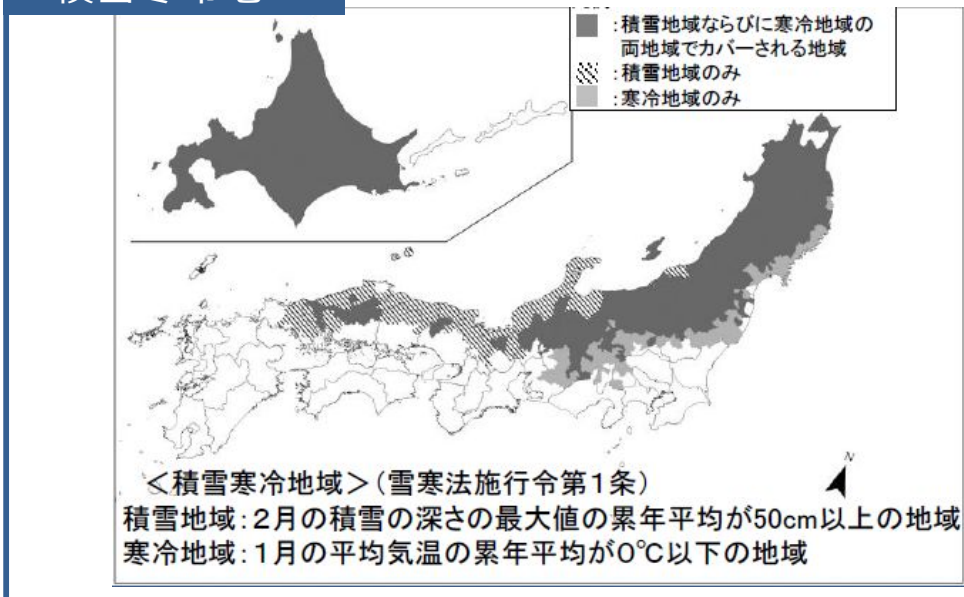 :積雪地域ならびに寒冷地域の
両地域でカバーされる地域
:積雪地域のみ
:寒冷地域のみ
N
＜積雪寒冷地域＞(雪寒法施行令第1条)
積雪地域:2月の積雪の深さの最大値の累年平均が50cm以上の地域
寒冷地域:1月の平均気温の累年平均が0℃以下の地域